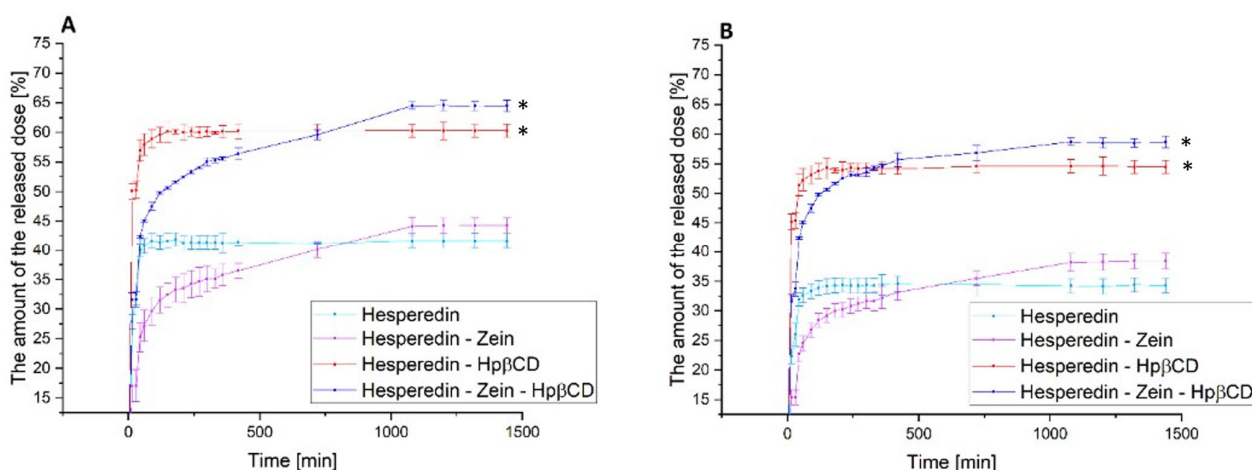 A
The amount of the released dose [%]
75
70
65
60
55
50
45
40
35
30
25
20
15
*
*
Hesperedin
Hesperedin - Zein
Hesperedin - HpβCD
Hesperedin - Zein - HpβCD
0
500
1000
1500
Time [min]
B
The amount of the released dose [%]
75
70
65
60
55
50
45
40
35
30
25
20
15
*
*
Hesperedin
Hesperedin - Zein
Hesperedin - HpβCD
Hesperedin - Zein - HpβCD
0
500
1000
1500
Time [min]